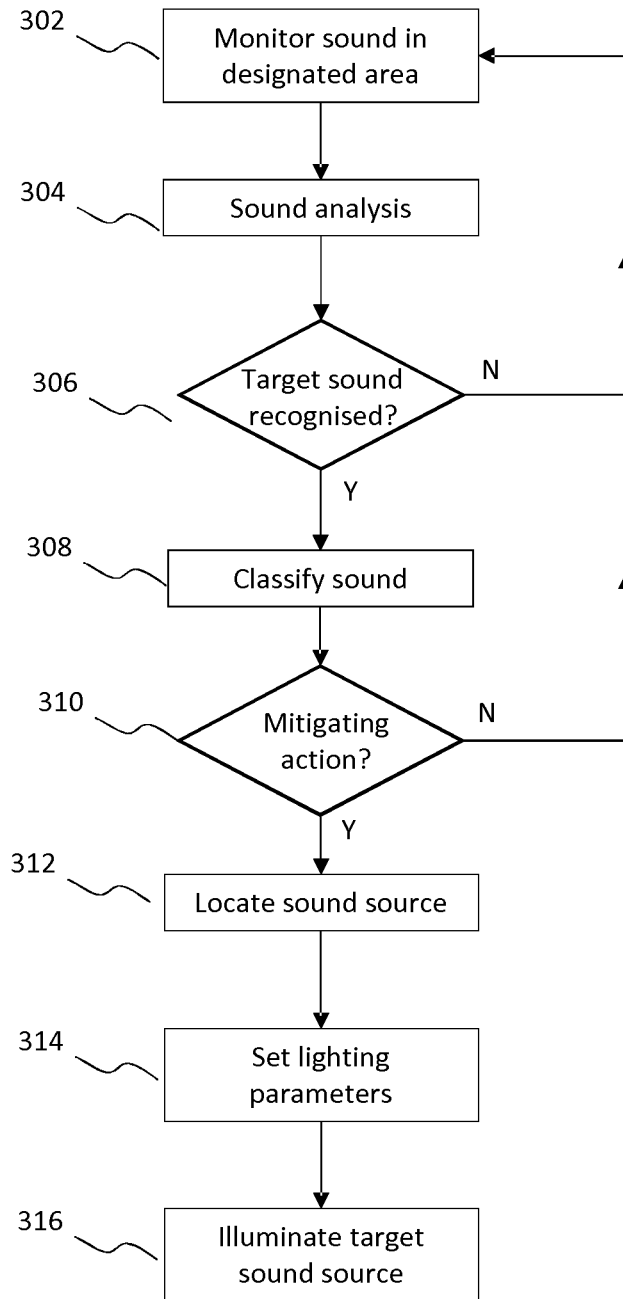 302
Monitor sound in
designated area
304
Sound analysis
306
Target sound
recognised?
N
Y
308
Classify sound
310
Mitigating
action?
N
Y
312
Locate sound source
314
Set lighting
parameters
316
Illuminate target
sound source